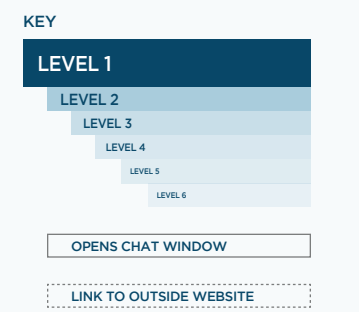 KEY
LEVEL 1
LEVEL 2
LEVEL 3
LEVEL 4
LEVEL 5
LEVEL 6
OPENS CHAT WINDOW
LINK TO OUTSIDE WEBSITE